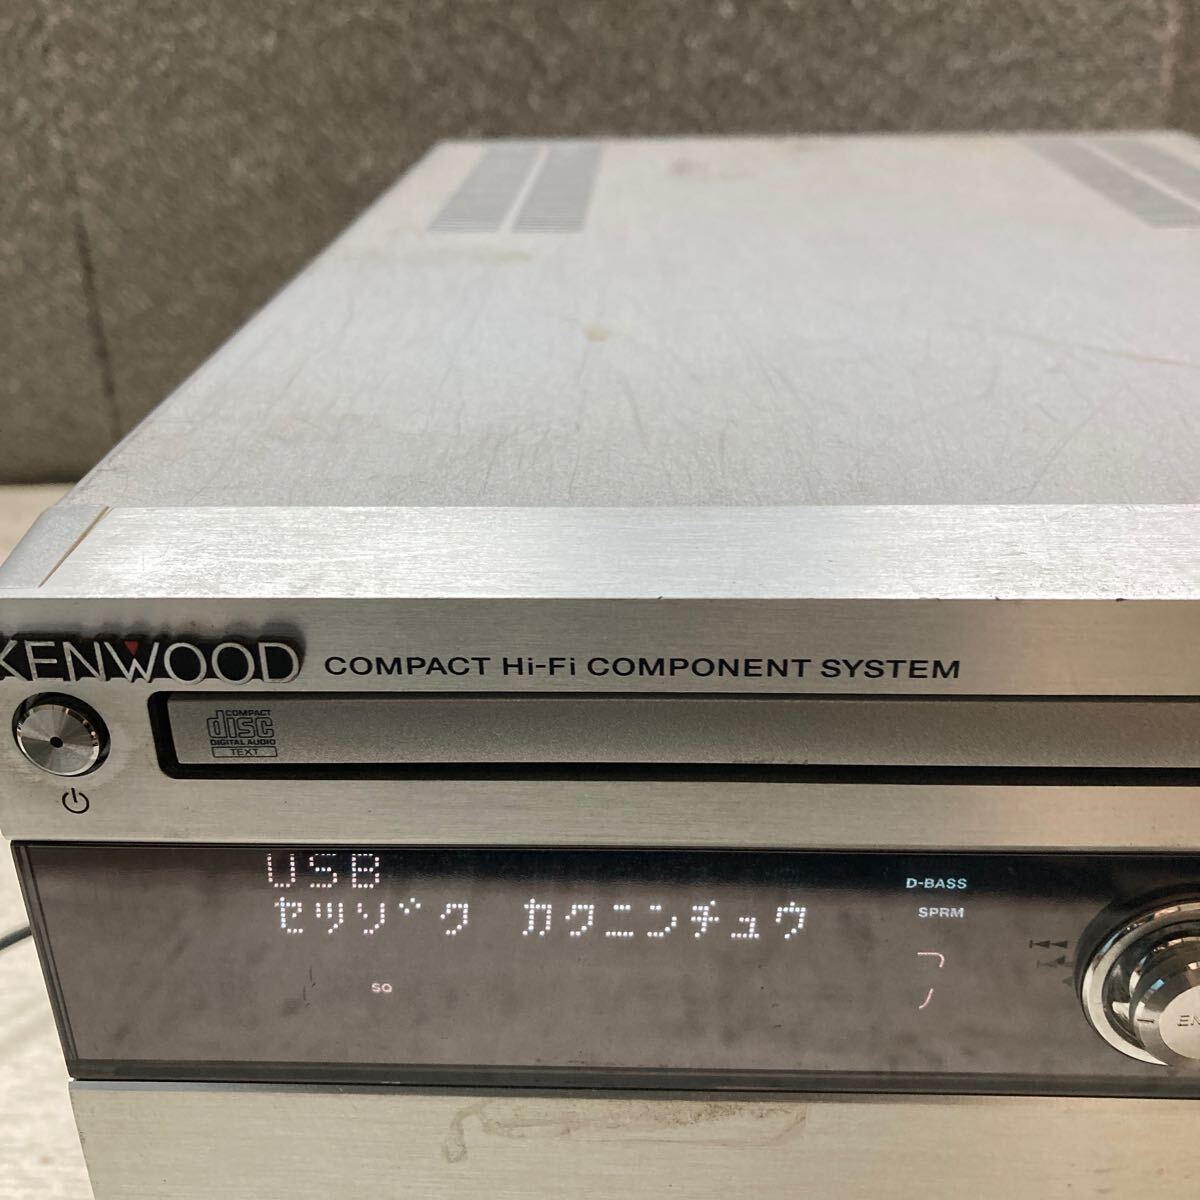 KENWOOD COMPACT Hi-Fi COMPONENT SYSTEM
COMPACT
disc
DIGITAL AUDIO
TEXT
USB
セツゾク カクニンチュウ
D-BASS
SPRM
SQ